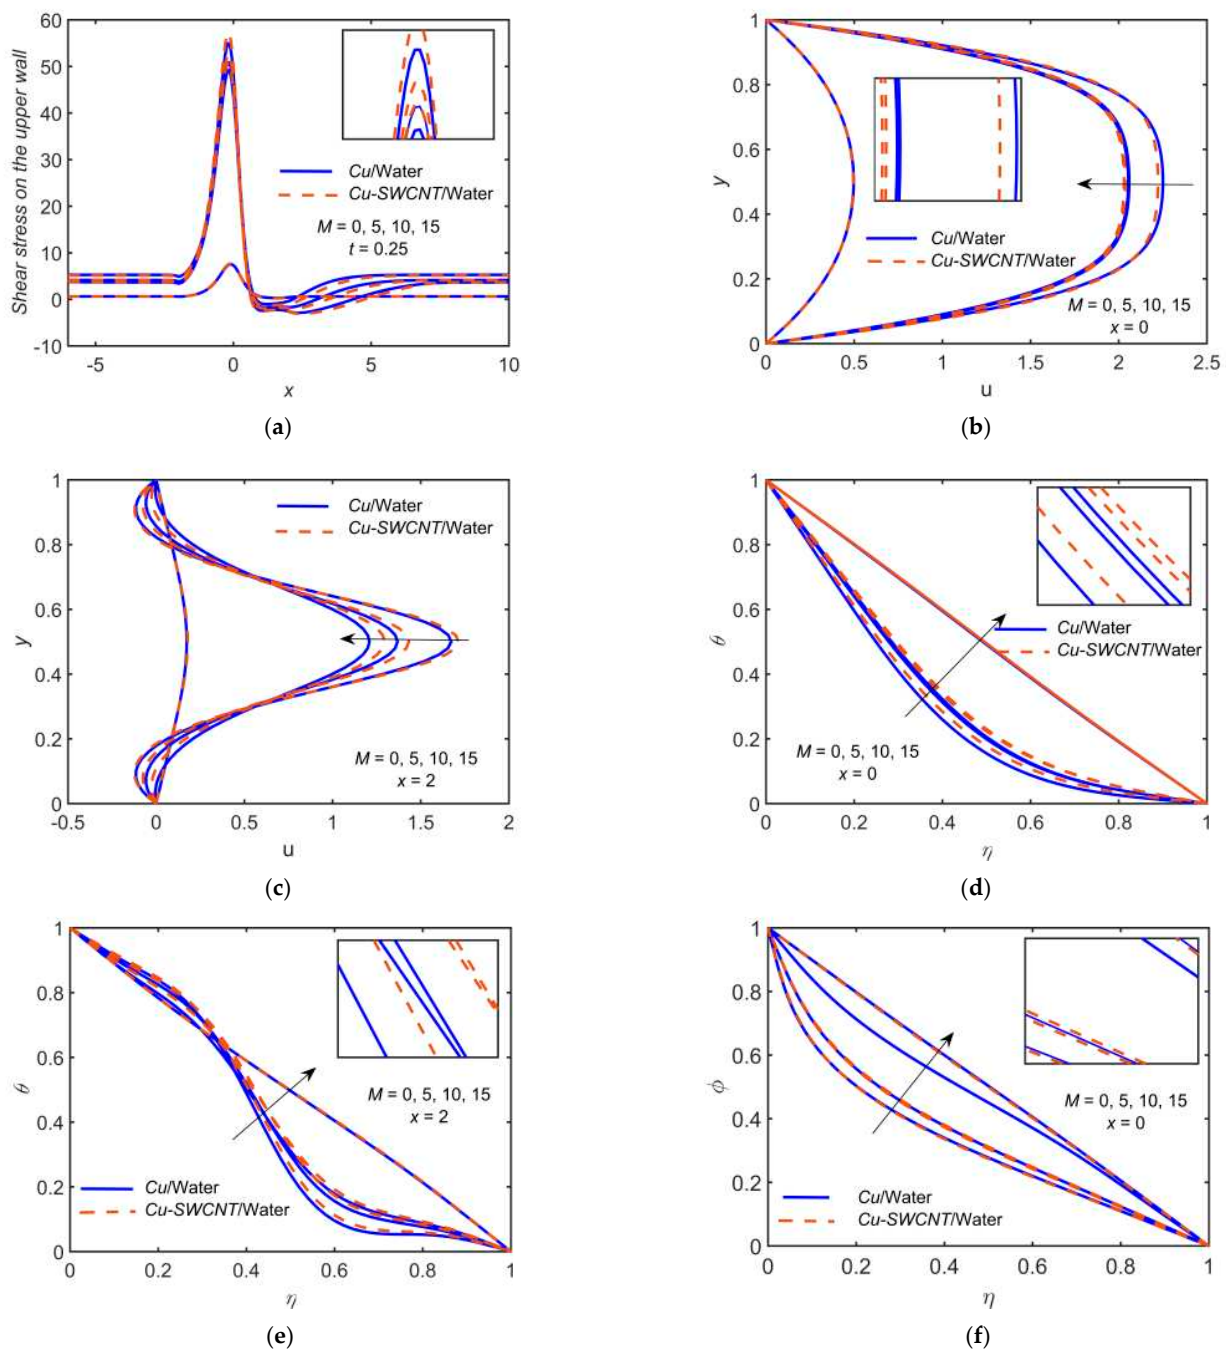 Shear stress on the upper wall
60
50
40
30
20
10
0
-10
Cu/Water
Cu-SWCNT/Water
M = 0, 5, 10, 15
t = 0.25
-5 0 5 10
x
(a)
y
1
0.8
0.6
0.4
0.2
0
Cu/Water
Cu-SWCNT/Water
M = 0, 5, 10, 15
x = 0
0 0.5 1 1.5 2 2.5
u
(b)
y
1
0.8
0.6
0.4
0.2
0
Cu/Water
Cu-SWCNT/Water
M = 0, 5, 10, 15
x = 2
-0.5 0 0.5 1 1.5 2
u
(c)
θ
1
0.8
0.6
0.4
0.2
0
Cu/Water
Cu-SWCNT/Water
M = 0, 5, 10, 15
x = 0
0 0.2 0.4 0.6 0.8 1
η
(d)
θ
1
0.8
0.6
0.4
0.2
0
M = 0, 5, 10, 15
x = 2
Cu/Water
Cu-SWCNT/Water
0 0.2 0.4 0.6 0.8 1
η
(e)
ϕ
1
0.8
0.6
0.4
0.2
0
M = 0, 5, 10, 15
x = 0
Cu/Water
Cu-SWCNT/Water
0 0.2 0.4 0.6 0.8 1
η
(f)